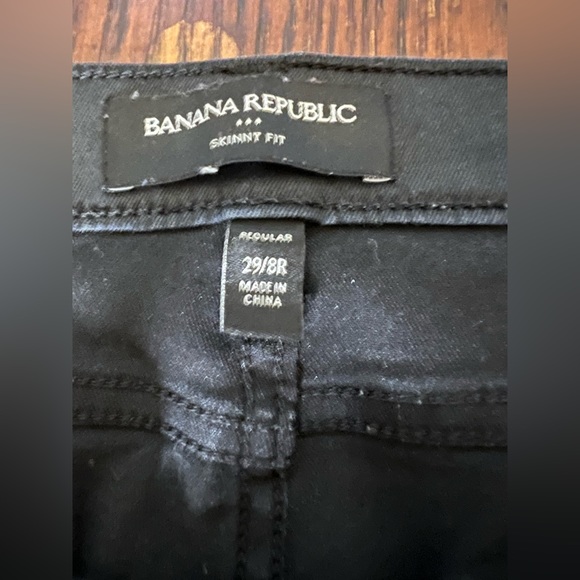 BANANA REPUBLIC
SKINNY FIT
REGULAR
29/8R
MADE IN
CHINA